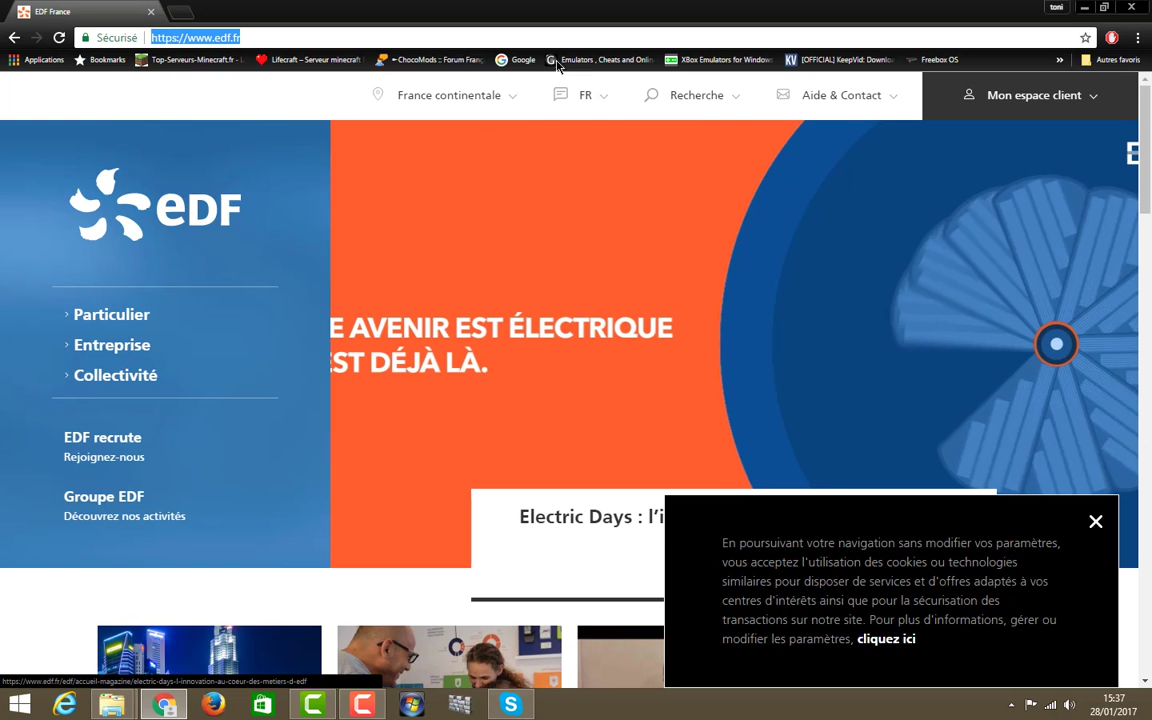 EDF France
toni
Sécurisé
https://www.edf.fr
Applications
Bookmarks
Top-Serveurs-Minecraft.fr -
Lifecraft – Serveur minecraft
~ChocoMods :: Forum Franç
Google
Emulators , Cheats and Onlin
XBox Emulators for Window
KV
[OFFICIAL] KeepVid: Downlo
Freebox OS
»
Autres favoris
France continentale
FR
Recherche
Aide & Contact
Mon espace client
eDF
Particulier
Entreprise
Collectivité
EDF recrute
Rejoignez-nous
Groupe EDF
Découvrez nos activités
E AVENIR EST ÉLECTRIQUE
EST DÉJÀ LÀ.
Electric Days : l'i
En poursuivant votre navigation sans modifier vos paramètres,
vous acceptez l'utilisation des cookies ou technologies
similaires pour disposer de services et d'offres adaptés à vos
centres d'intérêts ainsi que pour la sécurisation des
transactions sur notre site. Pour plus d'informations, gérer ou
modifier les paramètres, cliquez ici
https://www.edf.fr/edf/accueil-magazine/electric-days-l-innovation-au-coeur-des-metiers-d-edf
15:37
28/01/2017